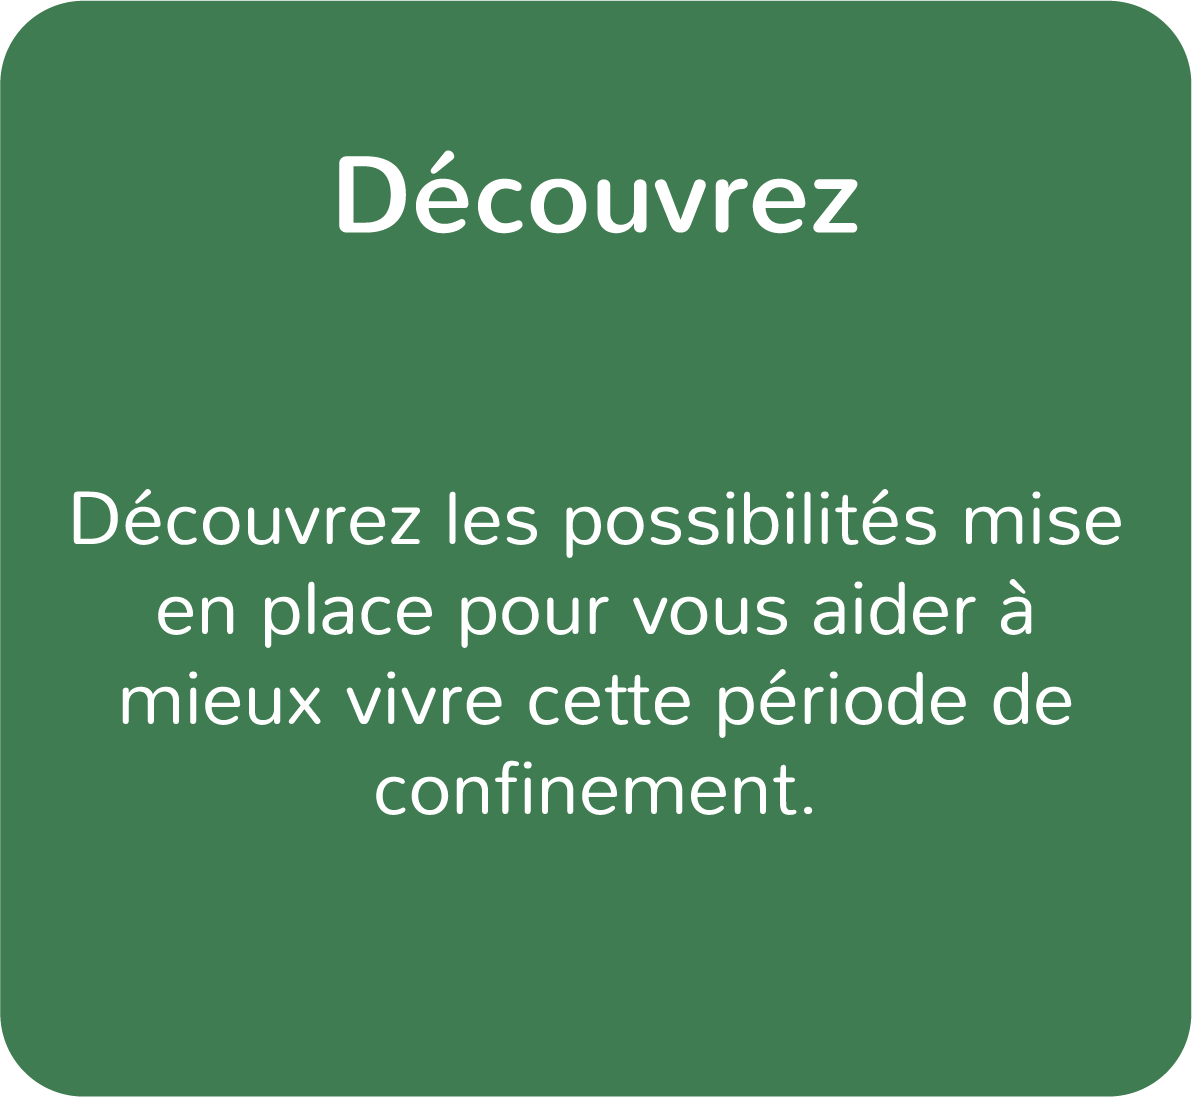 Découvrez
Découvrez les possibilités mise
en place pour vous aider à
mieux vivre cette période de
confinement.